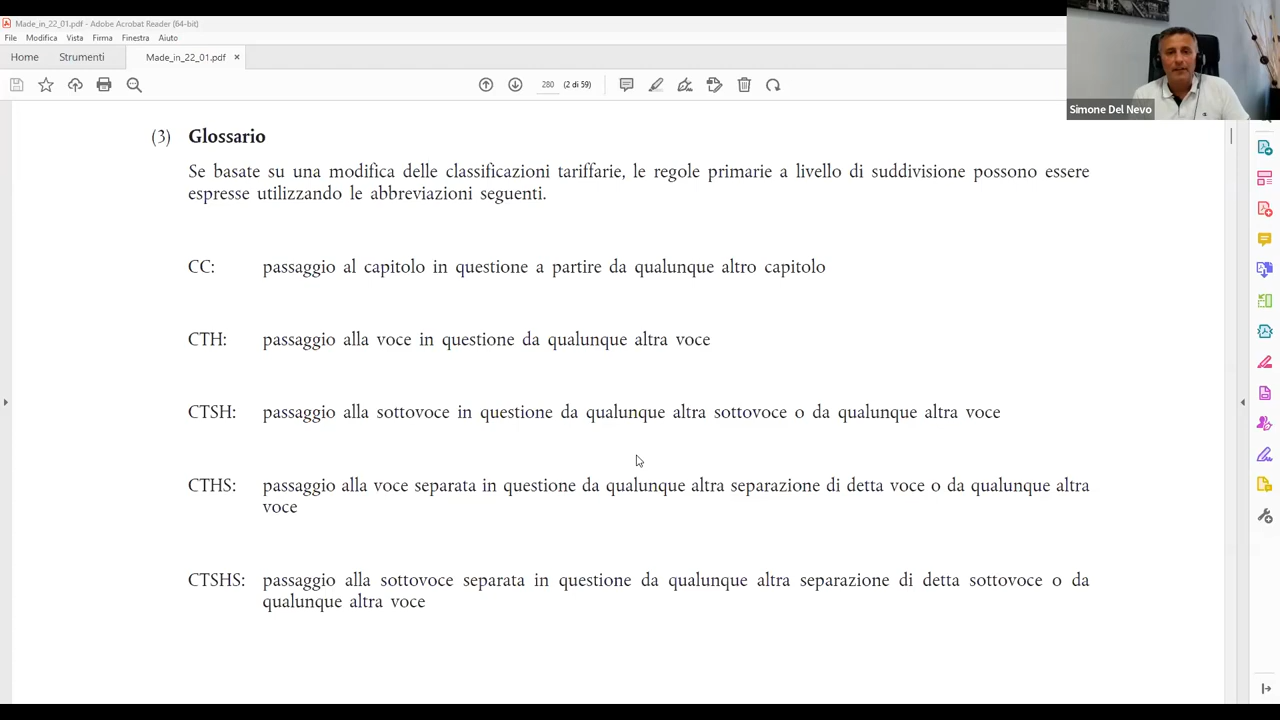 Made_in_22_01.pdf - Adobe Acrobat Reader (64-bit)
File Modifica Vista Firma Finestra Aiuto
Home Strumenti Made_in_22_01.pdf ×
280 (2 di 59)
Simone Del Nevo
(3) Glossario
Se basate su una modifica delle classificazioni tariffarie, le regole primarie a livello di suddivisione possono essere
espresse utilizzando le abbreviazioni seguenti.
CC: passaggio al capitolo in questione a partire da qualunque altro capitolo
CTH: passaggio alla voce in questione da qualunque altra voce
CTSH: passaggio alla sottovoce in questione da qualunque altra sottovoce o da qualunque altra voce
CTHS: passaggio alla voce separata in questione da qualunque altra separazione di detta voce o da qualunque altra
voce
CTSHS: passaggio alla sottovoce separata in questione da qualunque altra separazione di detta sottovoce o da
qualunque altra voce